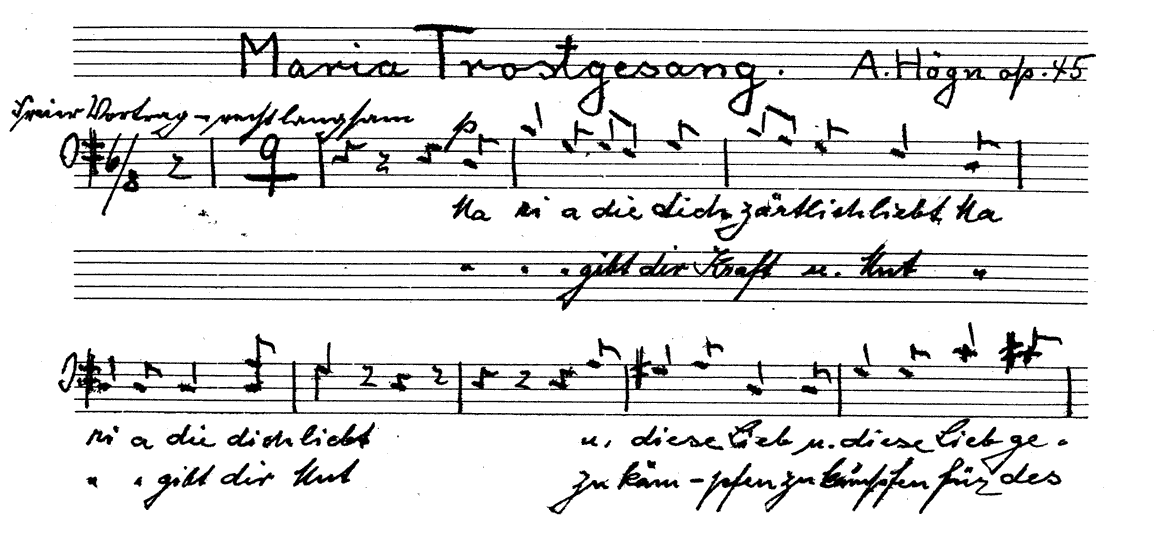 Maria Trostgesang. A. Högn op. 45
Freier Vortrag – recht langsam
6/8 9 p
Ma ri a die dich zärtlich liebt Ma
" " " gibt dir Kraft u. Mut "
ri a die dich liebt u. diese Lieb u. diese Lieb ge -
" " gibt dir Mut zu käm - pfen zu kämpfen für des